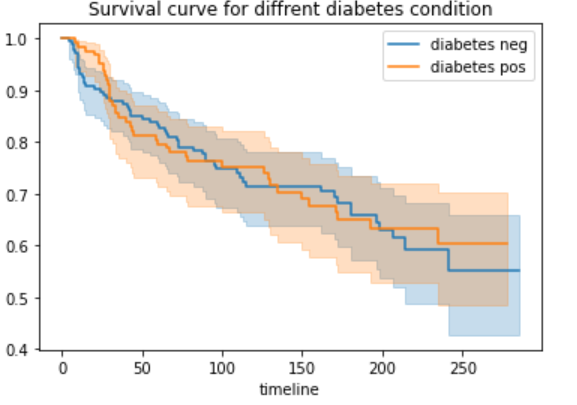 Survival curve for diffrent diabetes condition
diabetes neg
diabetes pos
1.0
0.9
0.8
0.7
0.6
0.5
0.4
0 50 100 150 200 250
timeline